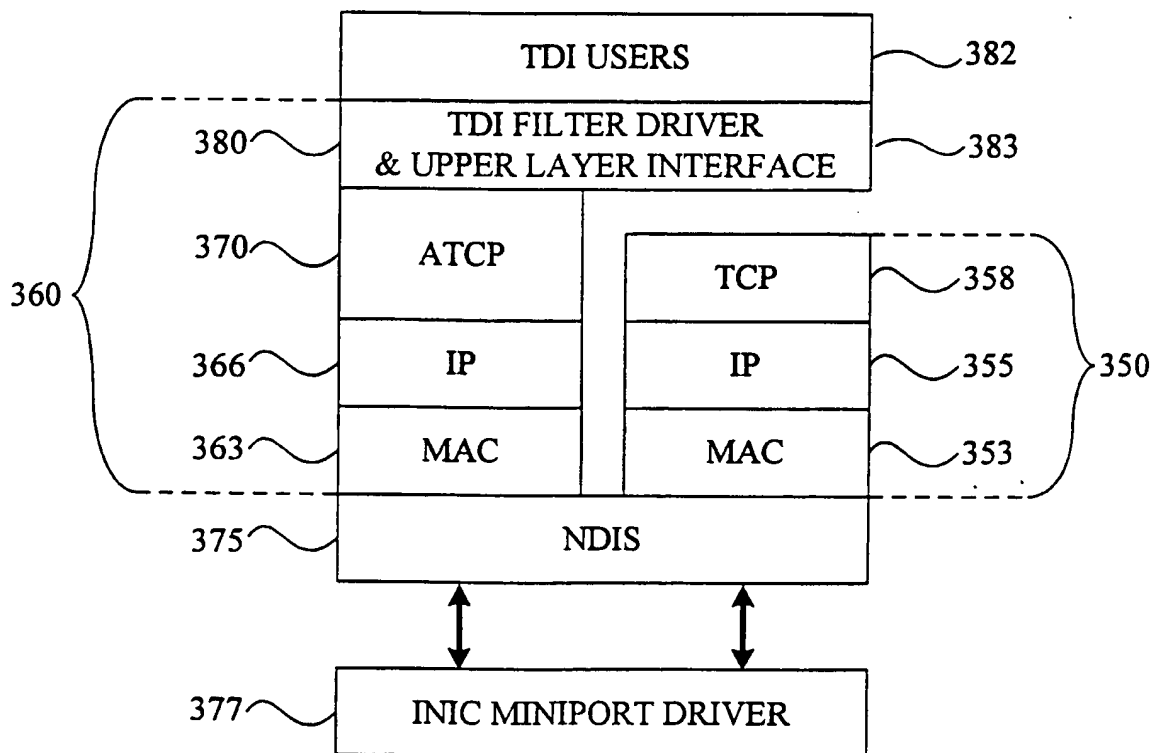 TDI USERS
382
380
TDI FILTER DRIVER
& UPPER LAYER INTERFACE
383
370
ATCP
TCP
358
360
366
IP
IP
355
350
363
MAC
MAC
353
375
NDIS
377
INIC MINIPORT DRIVER